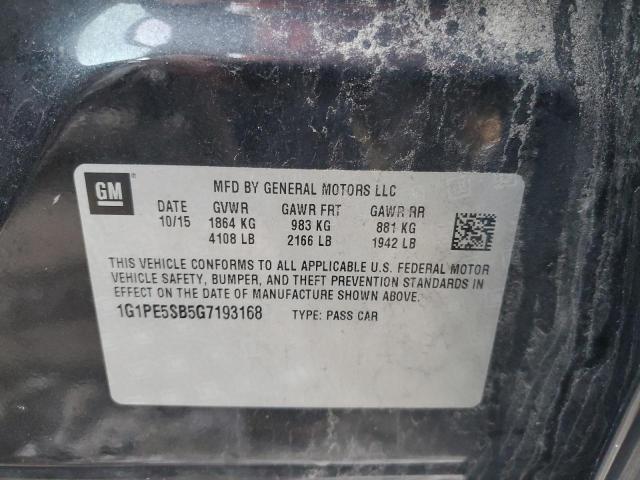 GM ®
MFD BY GENERAL MOTORS LLC
DATE GVWR GAWR FRT GAWR RR
10/15 1864 KG 983 KG 881 KG
4108 LB 2166 LB 1942 LB
THIS VEHICLE CONFORMS TO ALL APPLICABLE U.S. FEDERAL MOTOR
VEHICLE SAFETY, BUMPER, AND THEFT PREVENTION STANDARDS IN
EFFECT ON THE DATE OF MANUFACTURE SHOWN ABOVE.
1G1PE5SB5G7193168 TYPE: PASS CAR